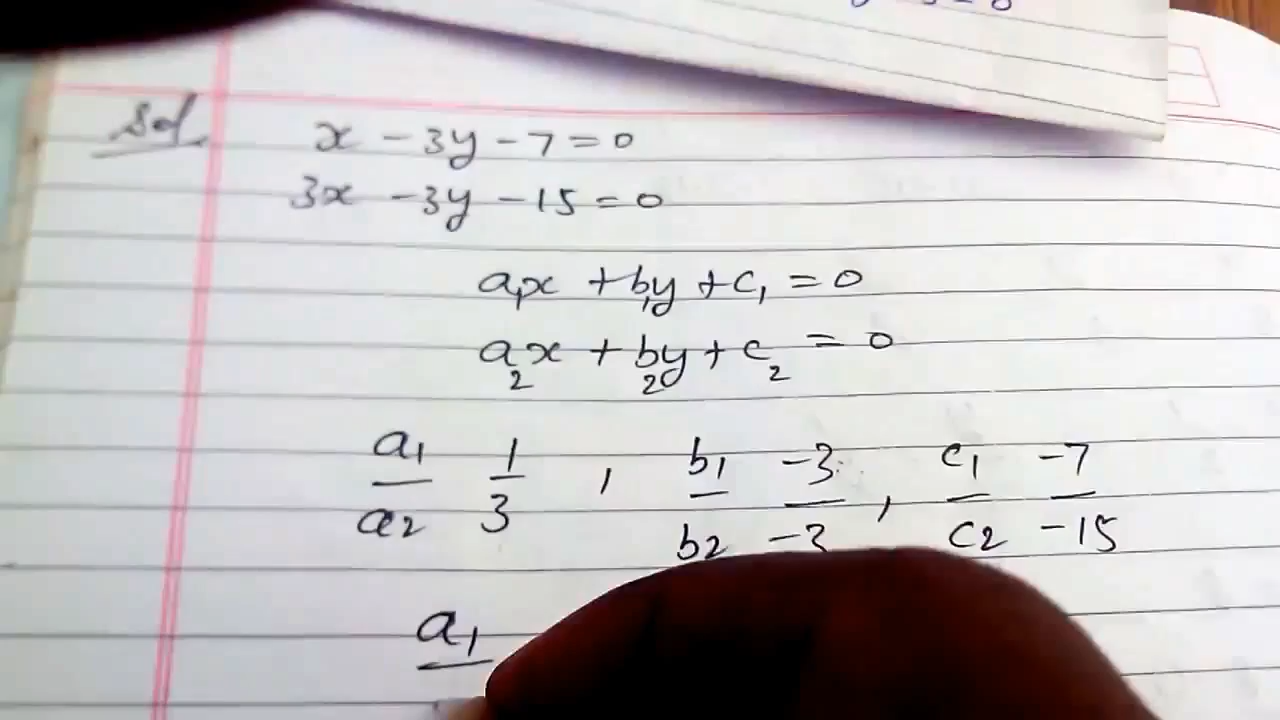 Sol.
x - 3y - 7 = 0
3x - 3y - 15 = 0
a₁x + b₁y + c₁ = 0
a₂x + b₂y + c₂ = 0
a₁/a₂ 1/3 , b₁/b₂ -3/-3 , c₁/c₂ -7/-15
a₁